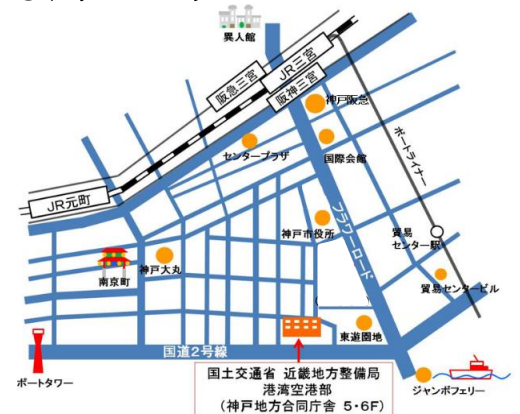 異人館
阪急三宮
JR三宮
阪神三宮
神戸阪急
センタープラザ
国際会館
ポートライナー
JR元町
神戸市役所
フラワーロード
貿易
センター駅
南京町
神戸大丸
貿易センタービル
東遊園地
国道2号線
ポートタワー
国土交通省 近畿地方整備局
港湾空港部
(神戸地方合同庁舎 5・6F)
ジャンボフェリー